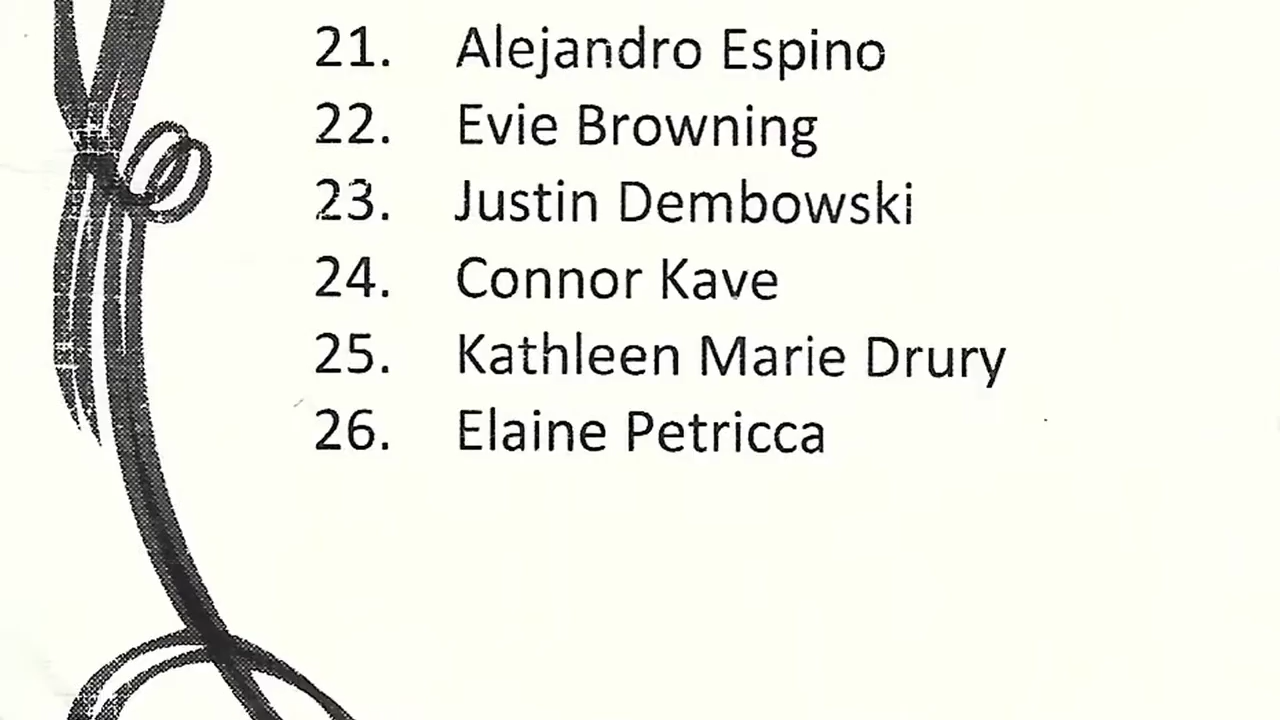 21. Alejandro Espino
22. Evie Browning
23. Justin Dembowski
24. Connor Kave
25. Kathleen Marie Drury
26. Elaine Petricca